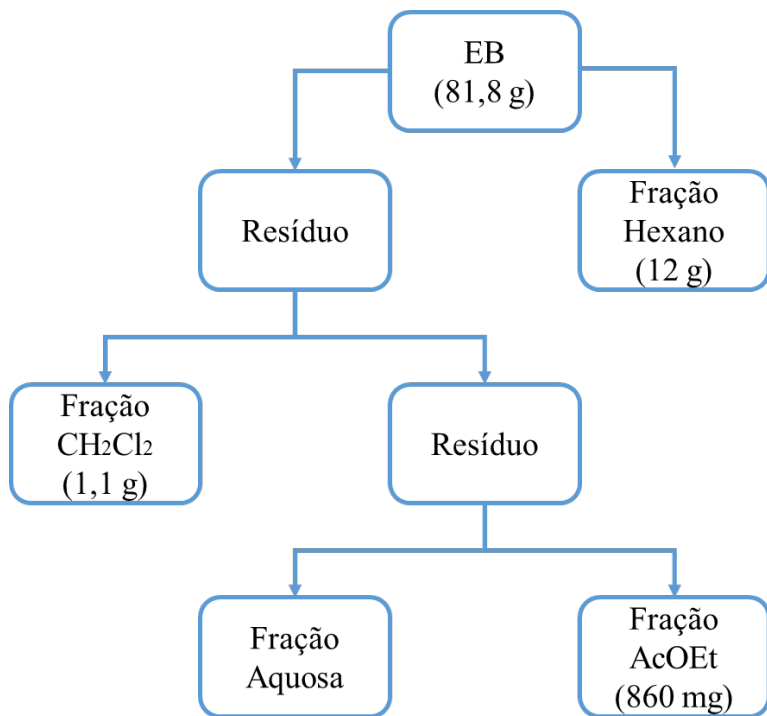 EB
(81,8 g)
Resíduo
Fração
Hexano
(12 g)
Fração
CH₂Cl₂
(1,1 g)
Resíduo
Fração
Aquosa
Fração
AcOEt
(860 mg)